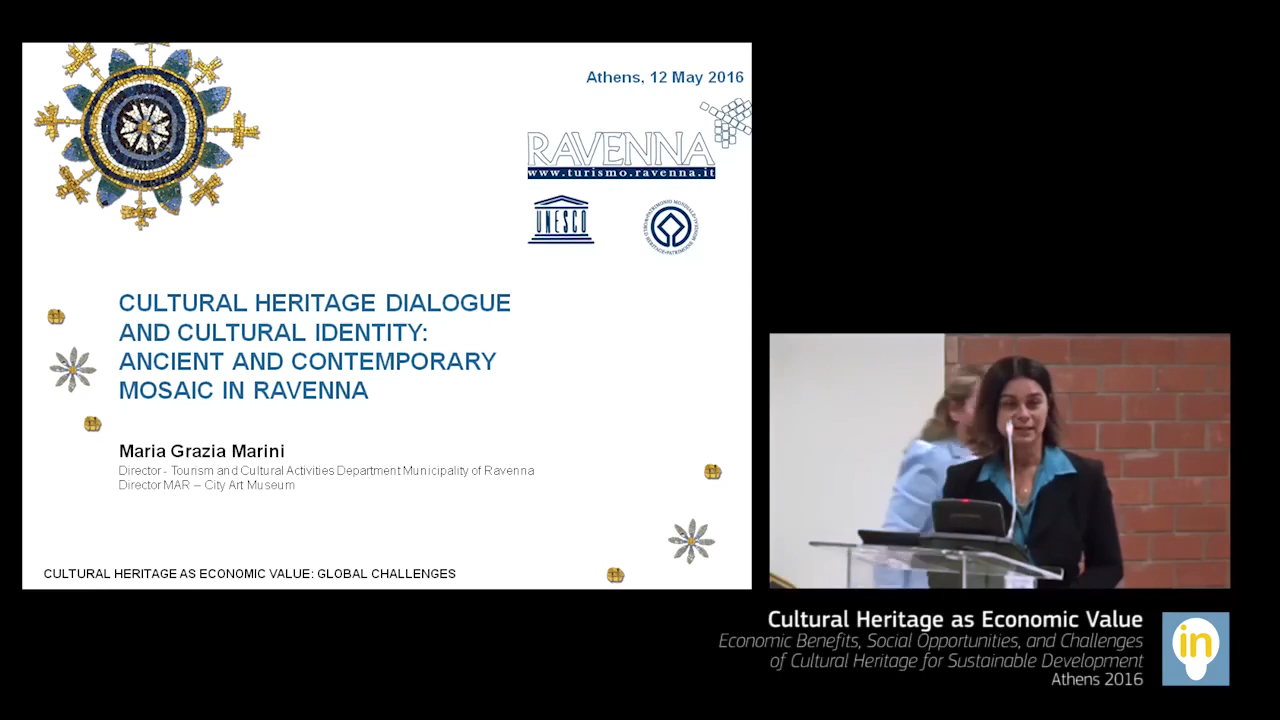 Athens, 12 May 2016
RAVENNA
www.turismo.ravenna.it
UNESCO
CULTURAL HERITAGE DIALOGUE
AND CULTURAL IDENTITY:
ANCIENT AND CONTEMPORARY
MOSAIC IN RAVENNA
Maria Grazia Marini
Director - Tourism and Cultural Activities Department Municipality of Ravenna
Director MAR – City Art Museum
CULTURAL HERITAGE AS ECONOMIC VALUE: GLOBAL CHALLENGES
Cultural Heritage as Economic Value
Economic Benefits, Social Opportunities, and Challenges
of Cultural Heritage for Sustainable Development
Athens 2016
in